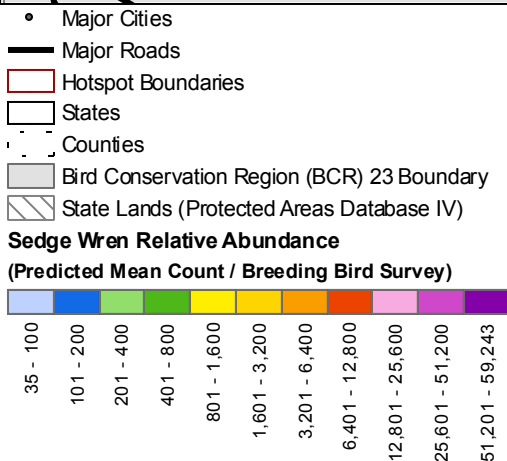 Major Cities
Major Roads
Hotspot Boundaries
States
Counties
Bird Conservation Region (BCR) 23 Boundary
State Lands (Protected Areas Database IV)
Sedge Wren Relative Abundance
(Predicted Mean Count / Breeding Bird Survey)
35 - 100
101 - 200
201 - 400
401 - 800
801 - 1,600
1,601 - 3,200
3,201 - 6,400
6,401 - 12,800
12,801 - 25,600
25,601 - 51,200
51,201 - 59,243